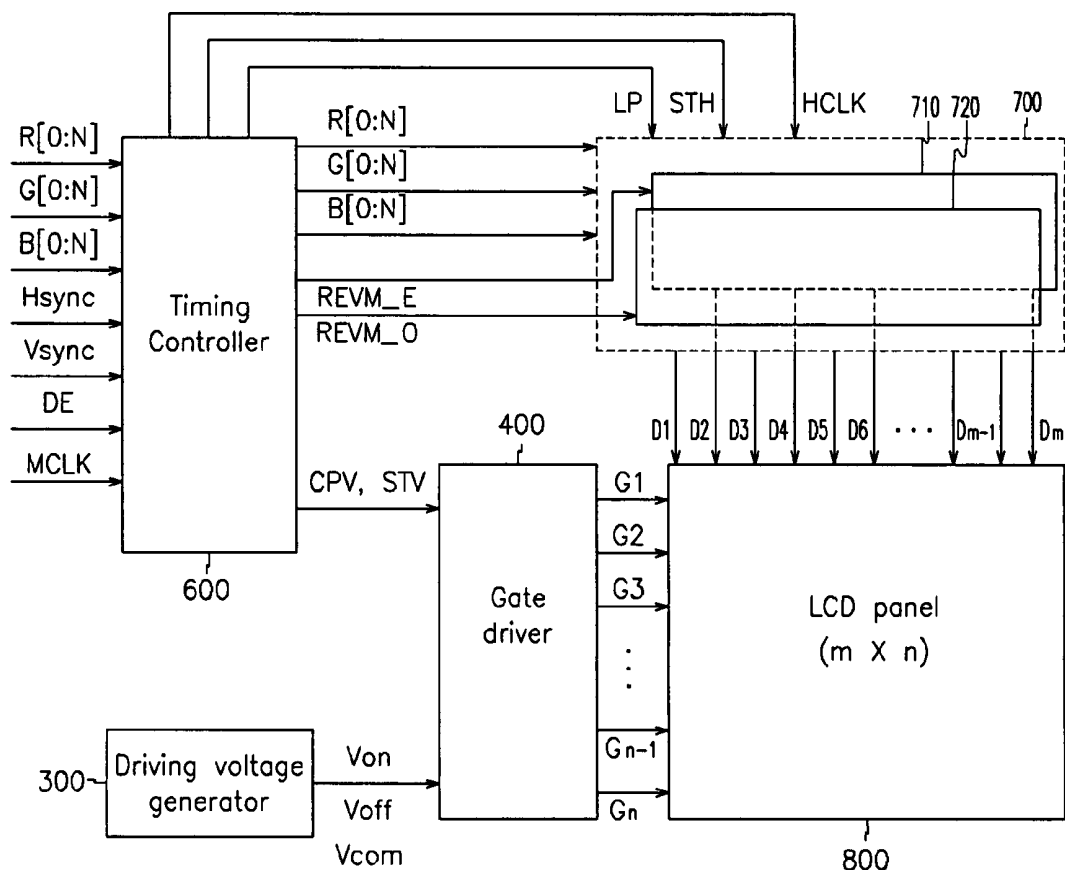 LP STH HCLK
710 720 700
R[0:N]
G[0:N]
B[0:N]
Hsync
Vsync
DE
MCLK
Timing
Controller
600
R[0:N]
G[0:N]
B[0:N]
REVM_E
REVM_O
CPV, STV
D1 D2 D3 D4 D5 D6 ··· Dm-1 Dm
400
Gate
driver
G1
G2
G3
⋮
Gn-1
Gn
LCD panel
(m X n)
800
300
Driving voltage
generator
Von
Voff
Vcom